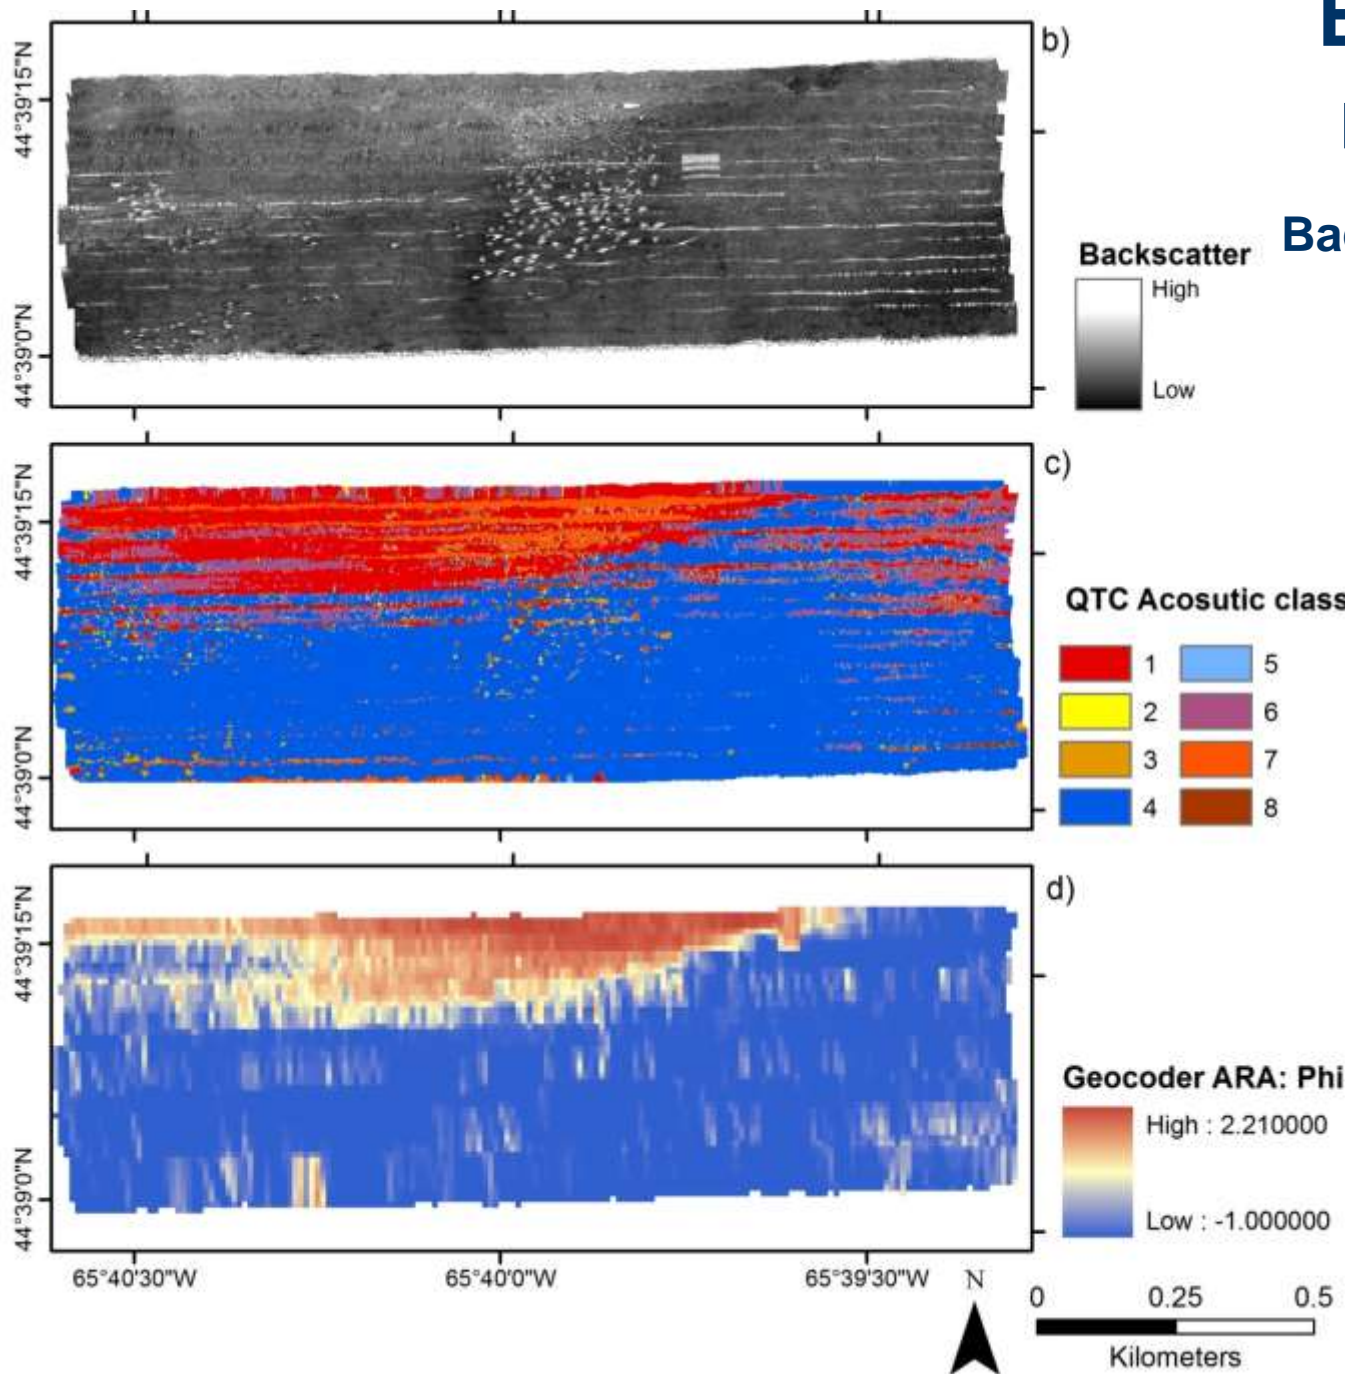 b)
44°39'15"N
44°39'0"N
Backscatter
High
Low
c)
44°39'15"N
44°39'0"N
QTC Acosutic class
1
5
2
6
3
7
4
8
d)
44°39'15"N
44°39'0"N
Geocoder ARA: Phi
High : 2.210000
Low : -1.000000
65°40'30"W
65°40'0"W
65°39'30"W
N
0
0.25
0.5
Kilometers